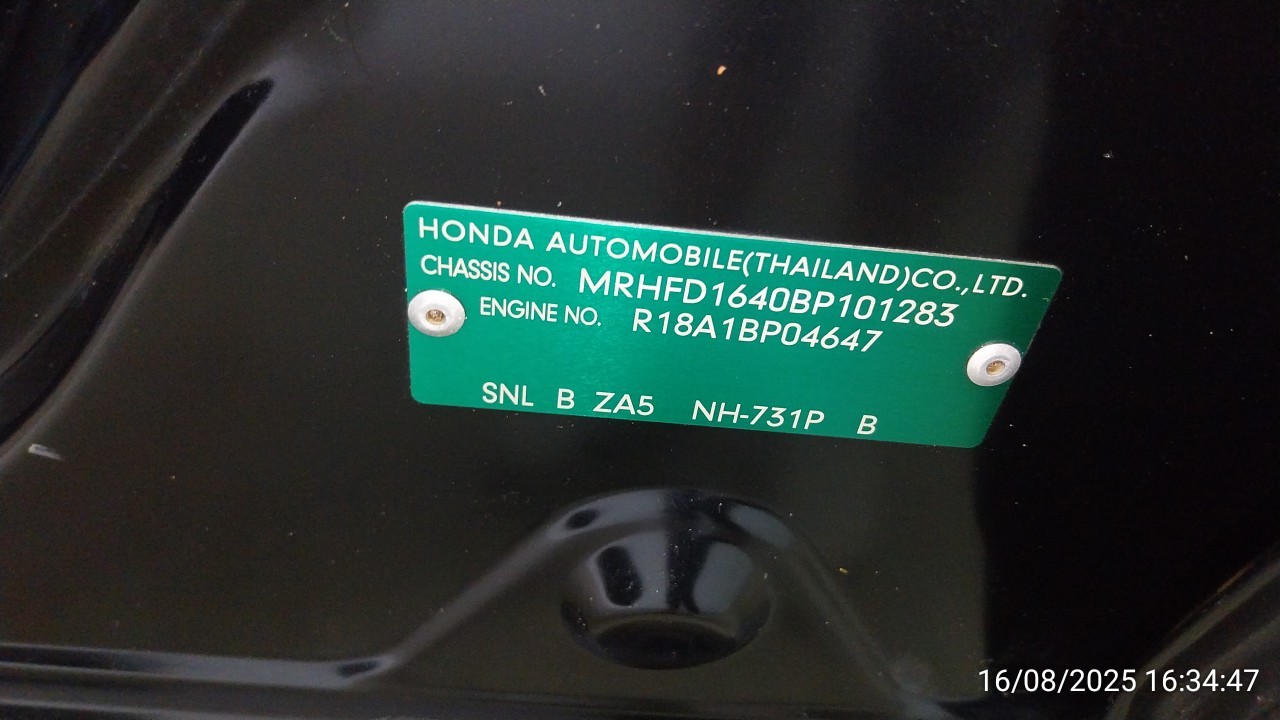 HONDA AUTOMOBILE(THAILAND)CO.,LTD.
CHASSIS NO. MRHFD1640BP101283
ENGINE NO. R18A1BP04647
SNL B ZA5 NH-731P B
16/08/2025 16:34:47